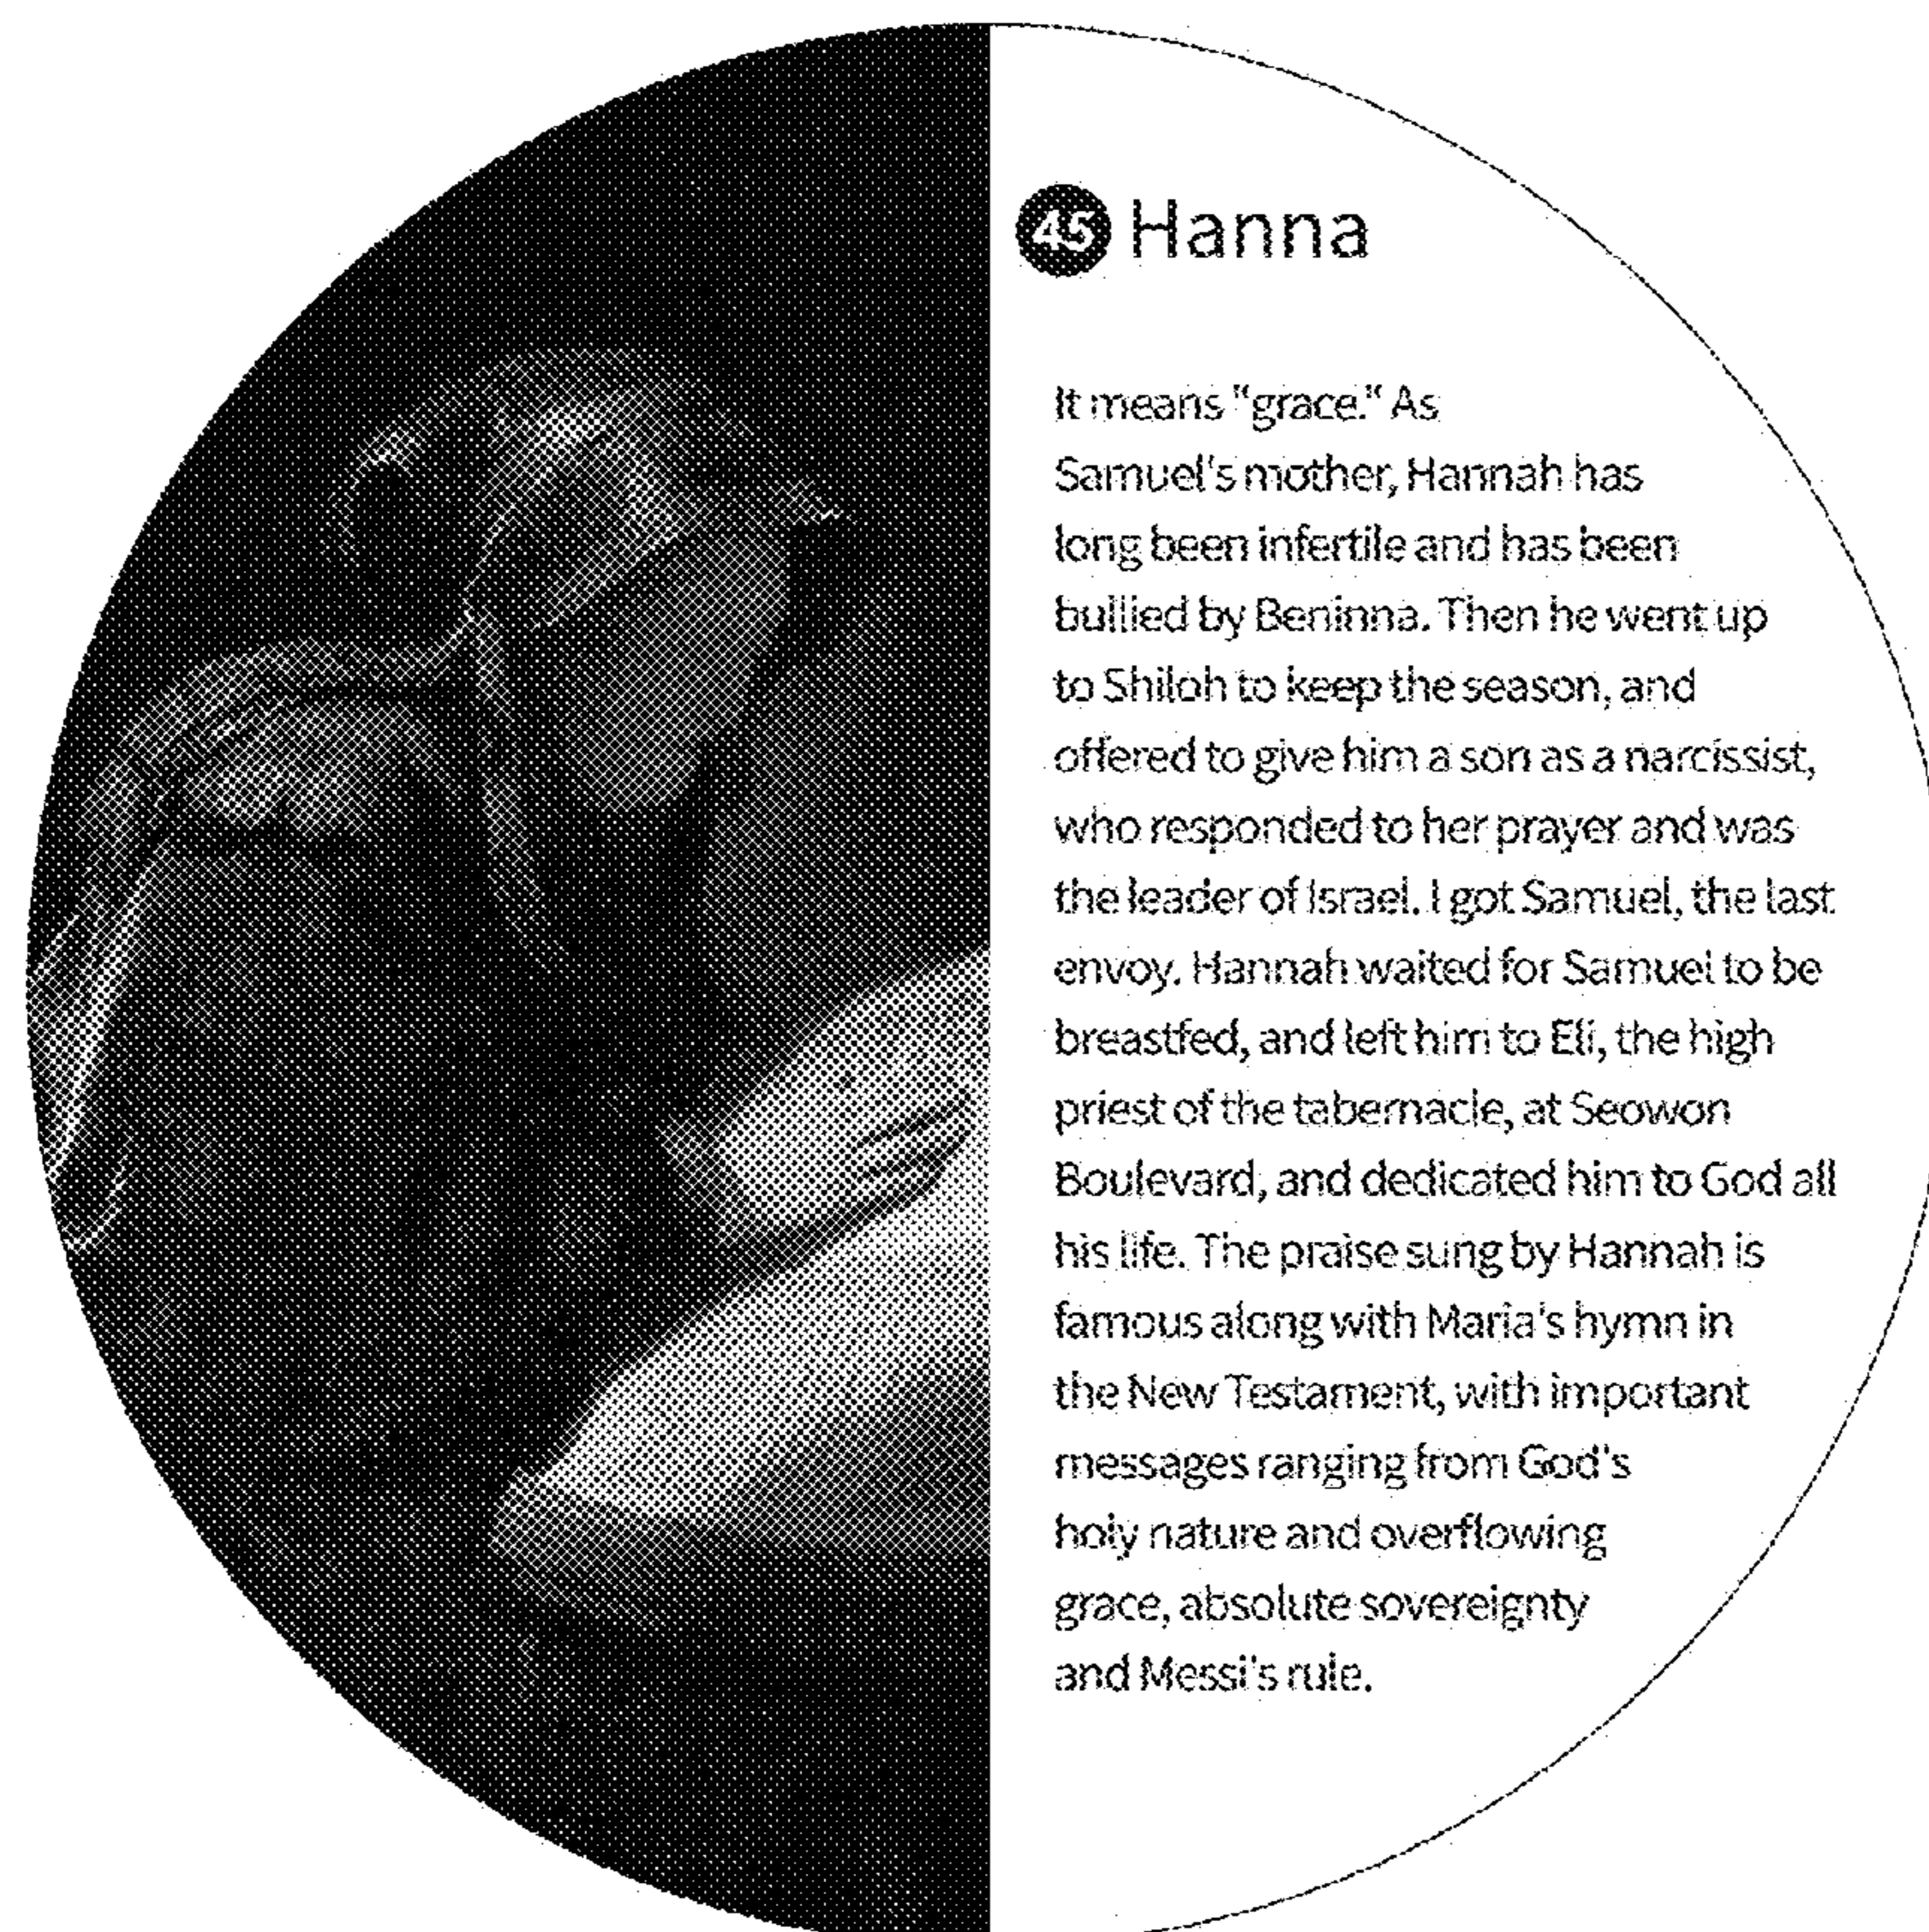 45 Hanna
It means "grace." As
Samuel's mother, Hannah has
long been infertile and has been
bullied by Beninna. Then he went up
to Shiloh to keep the season, and
offered to give him a son as a narcissist,
who responded to her prayer and was
the leader of Israel. I got Samuel, the last
envoy. Hannah waited for Samuel to be
breastfed, and left him to Eli, the high
priest of the tabernacle, at Seowon
Boulevard, and dedicated him to God all
his life. The praise sung by Hannah is
famous along with Maria's hymn in
the New Testament, with important
messages ranging from God's
holy nature and overflowing
grace, absolute sovereignty
and Messi's rule.